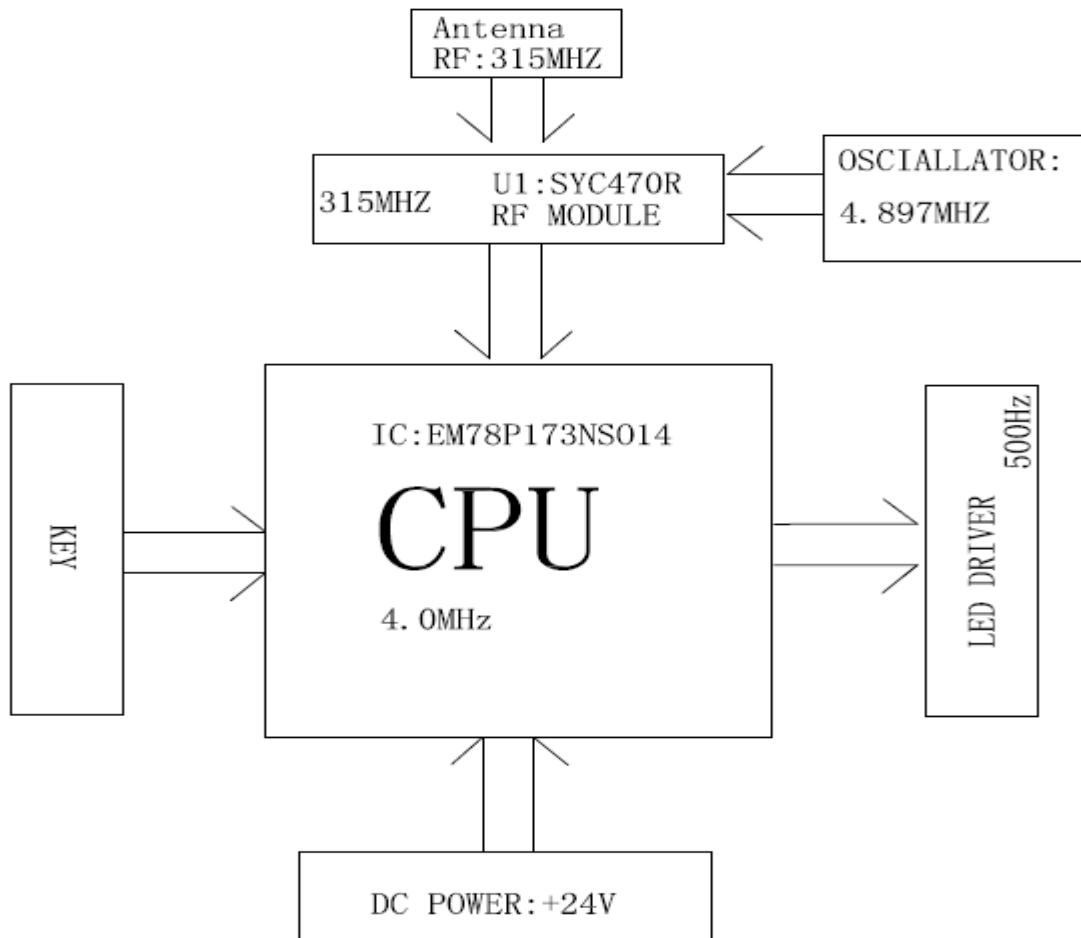 Antenna
RF:315MHZ
OSCIALLATOR:
4.897MHZ
315MHZ
U1:SYC470R
RF MODULE
IC:EM78P173NSO14
CPU
4.0MHz
KEY
500Hz
LED DRIVER
DC POWER:+24V